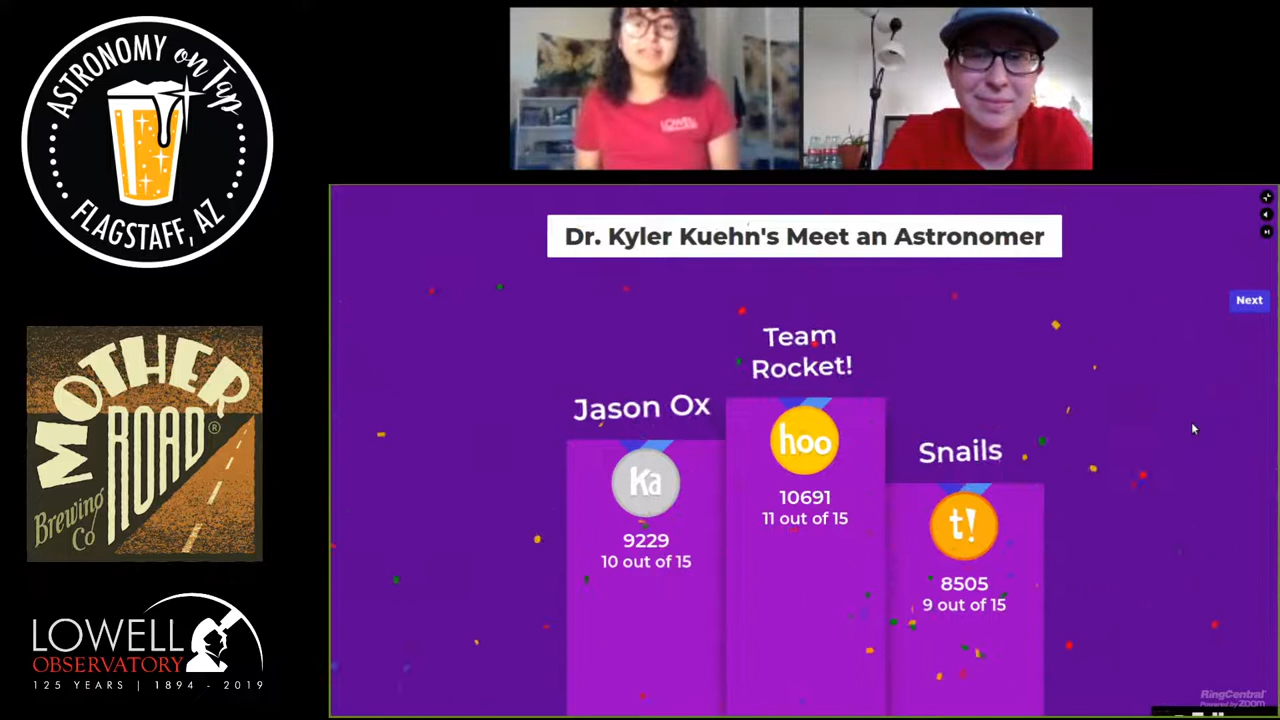 ASTRONOMY on Tap
FLAGSTAFF, AZ
MOTHER
ROAD®
Brewing
Co
LOWELL
OBSERVATORY
125 YEARS | 1894 - 2019
LOWELL
Dr. Kyler Kuehn's Meet an Astronomer
Next
Team
Rocket!
Jason Ox
Snails
hoo
Ka
10691
t!
11 out of 15
9229
10 out of 15
8505
9 out of 15
RingCentral
Powered by zoom